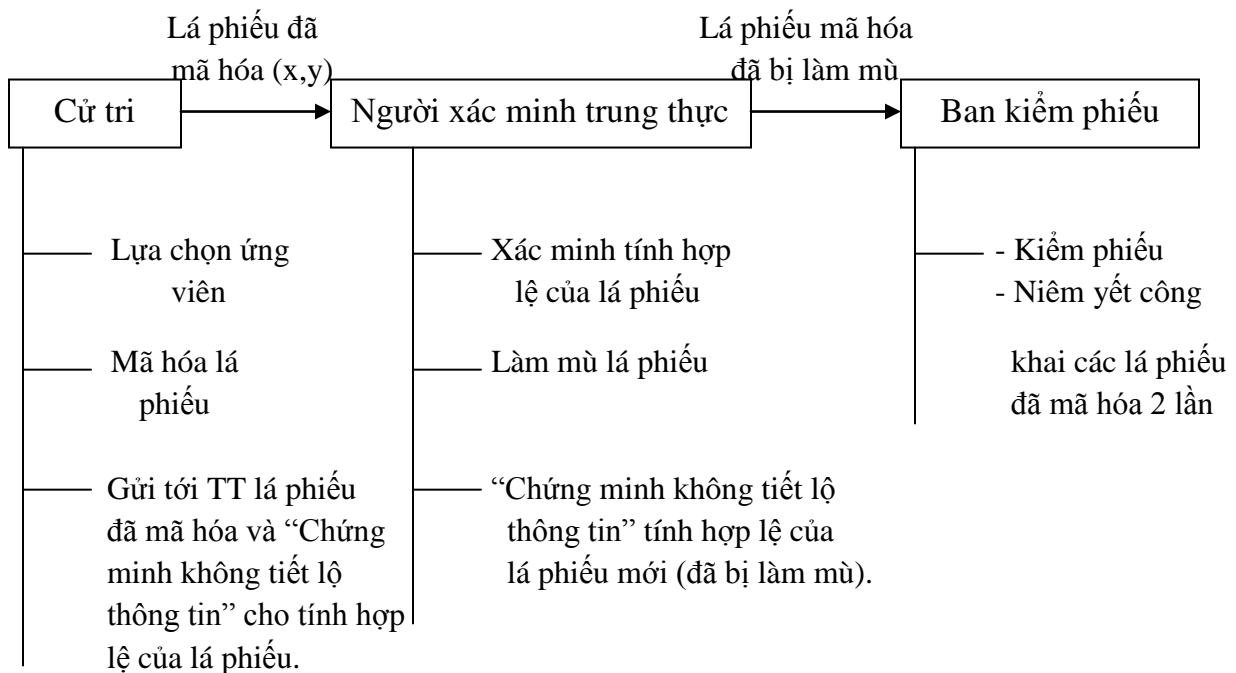 Lá phiếu đã
mã hóa (x,y)
Lá phiếu mã hóa
đã bị làm mù
Cử tri
Người xác minh trung thực
Ban kiểm phiếu
Lựa chọn ứng
viên
Mã hóa lá
phiếu
Gửi tới TT lá phiếu
đã mã hóa và “Chứng
minh không tiết lộ
thông tin” cho tính hợp
lệ của lá phiếu.
Xác minh tính hợp
lệ của lá phiếu
Làm mù lá phiếu
“Chứng minh không tiết lộ
thông tin” tính hợp lệ của
lá phiếu mới (đã bị làm mù).
- Kiểm phiếu
- Niêm yết công
khai các lá phiếu
đã mã hóa 2 lần